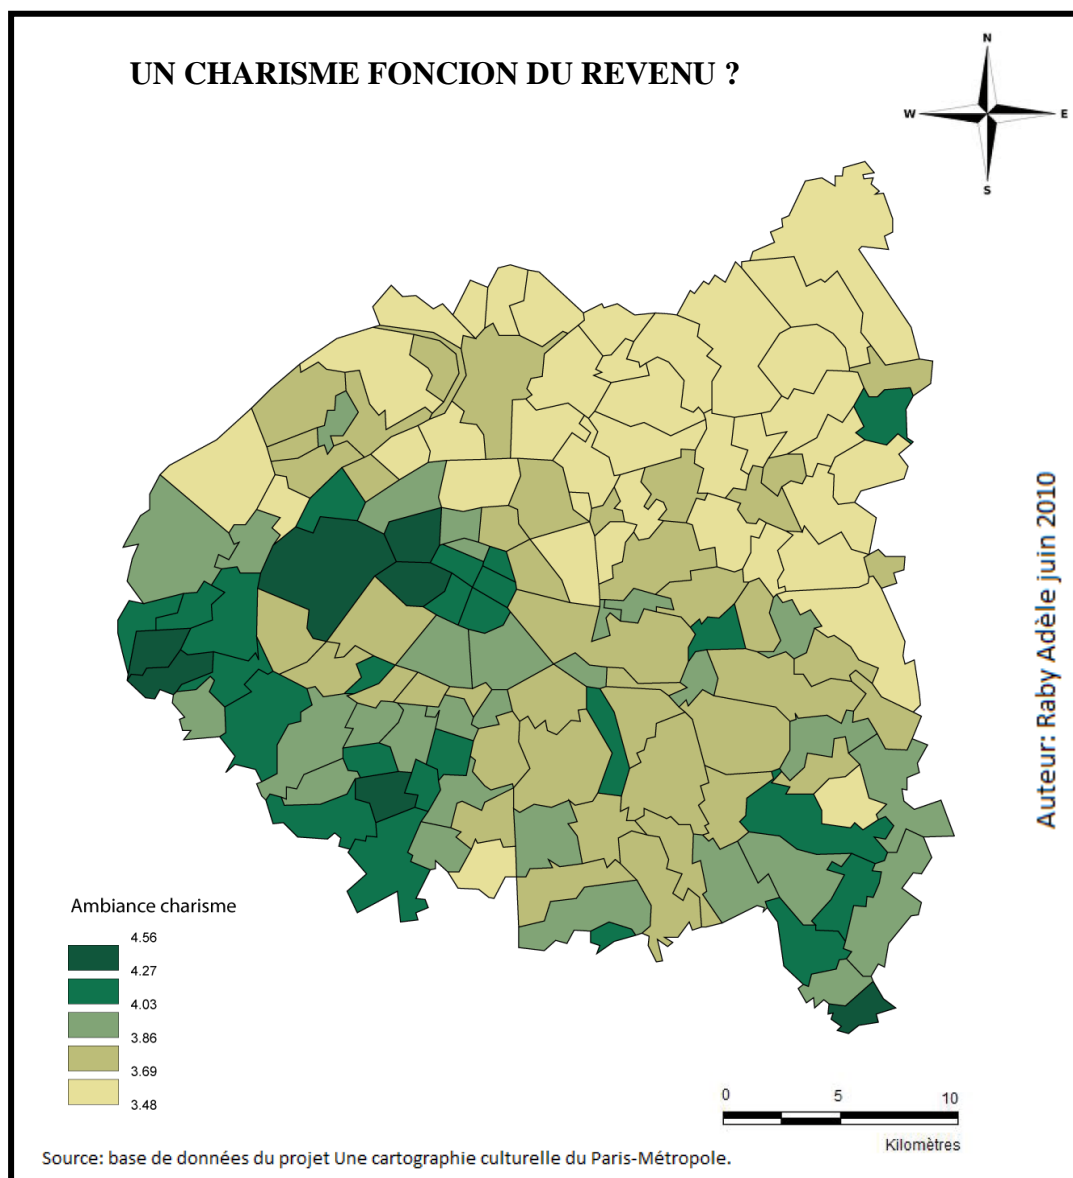 UN CHARISME FONCION DU REVENU ?
N
W
E
S
Auteur: Raby Adèle juin 2010
Ambiance charisme
4.56
4.27
4.03
3.86
3.69
3.48
0 5 10
Kilomètres
Source: base de données du projet Une cartographie culturelle du Paris-Métropole.